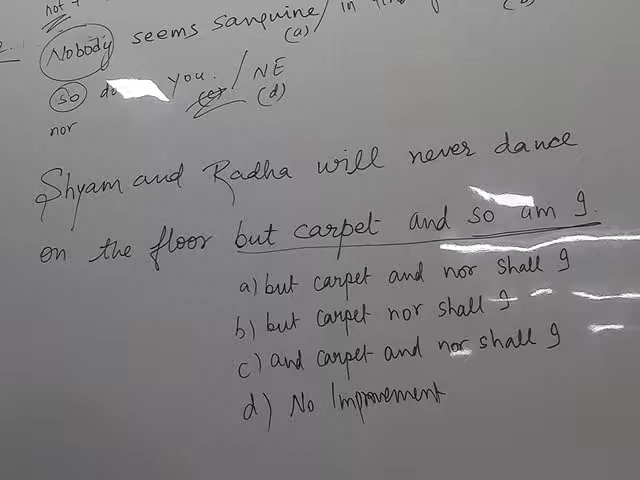 not
Nobody seems sanguine / in
(a)
so do you. / NE
(c) (d)
nor
Shyam and Radha will never dance
on the floor but carpet and so am I.
a) but carpet and nor shall I
b) but carpet nor shall I
c) and carpet and nor shall I
d) No Improvement